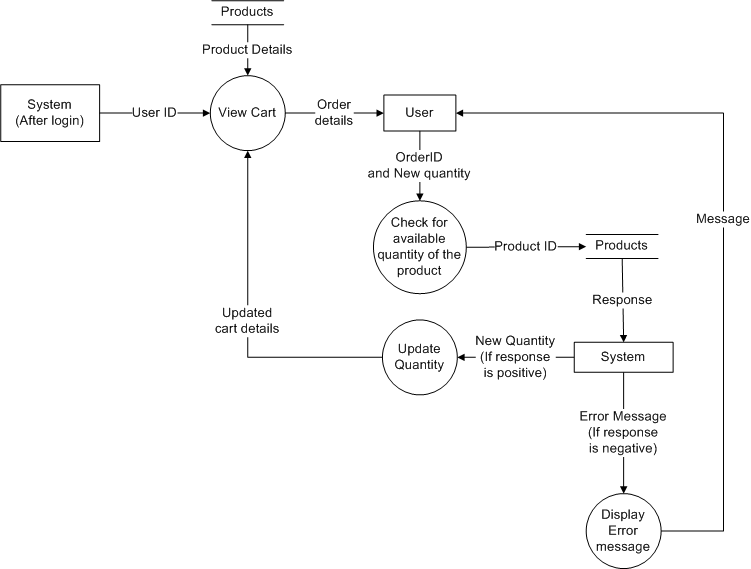 Products
Product Details
System
(After login)
User ID
View Cart
Order
details
User
OrderID
and New quantity
Message
Check for
available
quantity of the
product
Product ID
Products
Response
Updated
cart details
Update
Quantity
New Quantity
(If response
is positive)
System
Error Message
(If response
is negative)
Display
Error
message